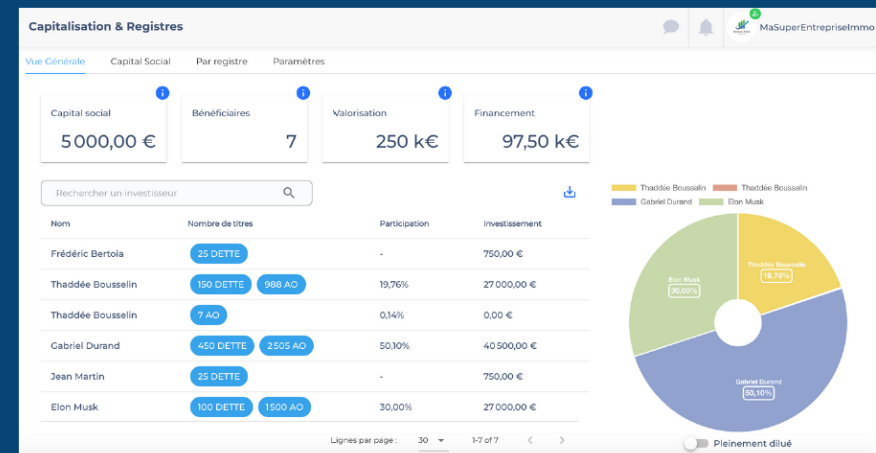 Capitalisation & Registres
MaSuperEntrepriseImmo
Vue Générale Capital Social Par registre Paramètres
Capital social Bénéficiaires Valorisation Financement
5 000,00 € 7 250 k€ 97,50 k€
Rechercher un investisseur
Nom Nombre de titres Participation Investissement
Frédéric Bertoia 25 DETTE - 750,00 €
Thaddée Bousselin 150 DETTE 988 AO 19,76% 27 000,00 €
Thaddée Bousselin 7 AO 0,14% 0,00 €
Gabriel Durand 450 DETTE 2 505 AO 50,10% 40 500,00 €
Jean Martin 25 DETTE - 750,00 €
Elon Musk 100 DETTE 1 500 AO 30,00% 27 000,00 €
Lignes par page : 30 1-7 of 7
Thaddée Bousselin Thaddée Bousselin
Gabriel Durand Elon Musk
Thaddée Bousselin
19,76%
Elon Musk
30,00%
Gabriel Durand
50,10%
Pleinement dilué